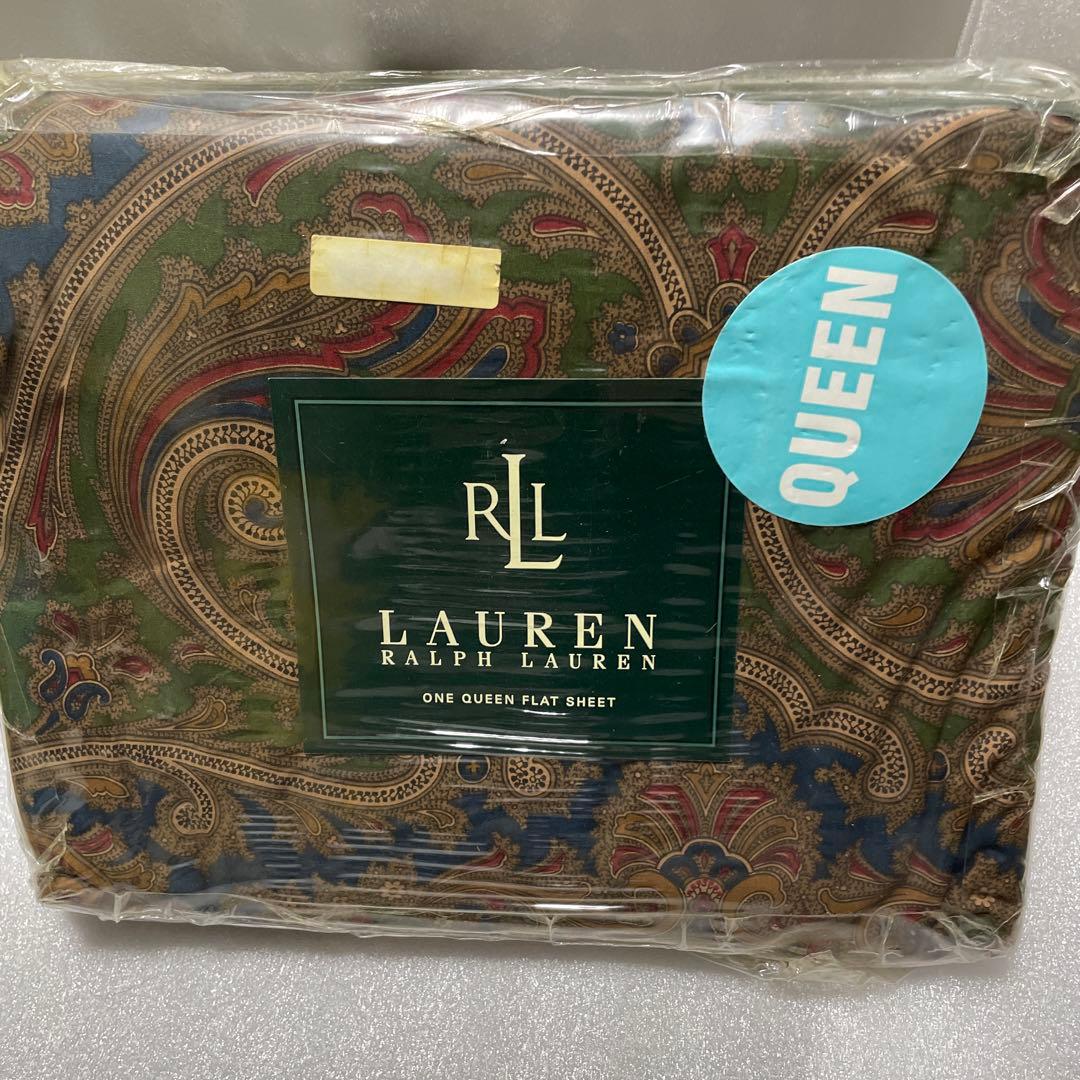 QUEEN
RLL
LAUREN
RALPH LAUREN
ONE QUEEN FLAT SHEET